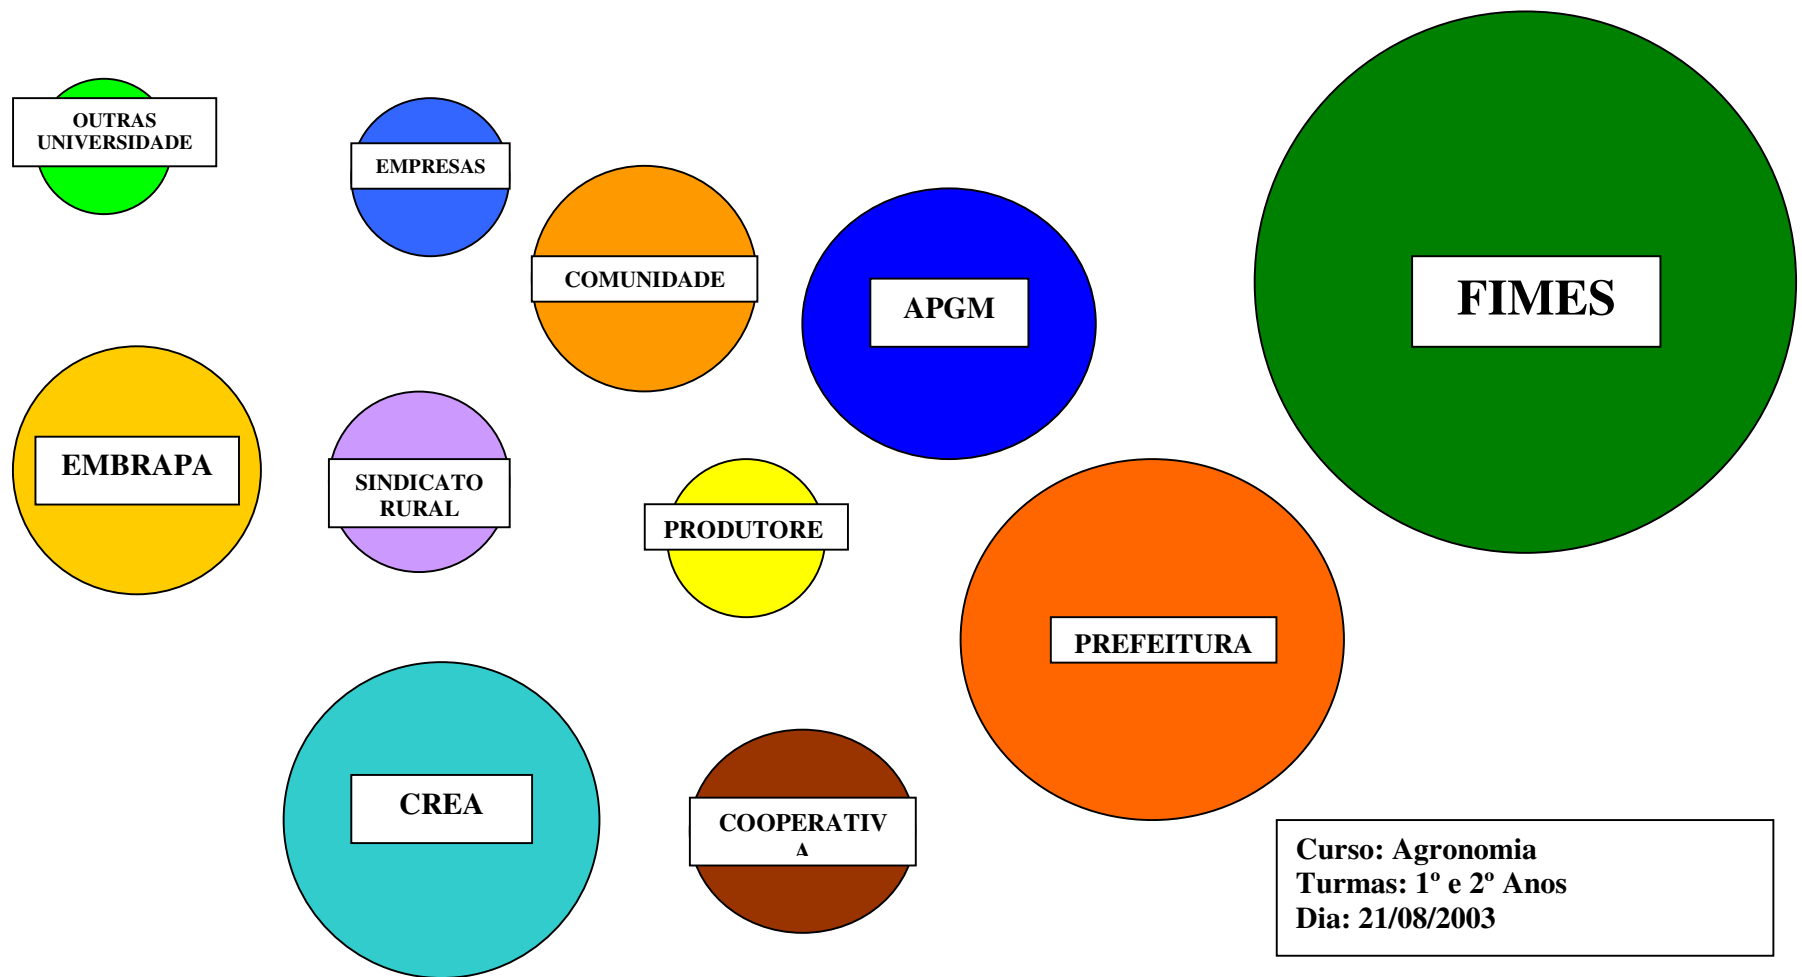 OUTRAS
UNIVERSIDADE
EMPRESAS
COMUNIDADE
APGM
FIMES
EMBRAPA
SINDICATO
RURAL
PRODUTORE
PREFEITURA
CREA
COOPERATIV
A
Curso: Agronomia
Turmas: 1º e 2º Anos
Dia: 21/08/2003